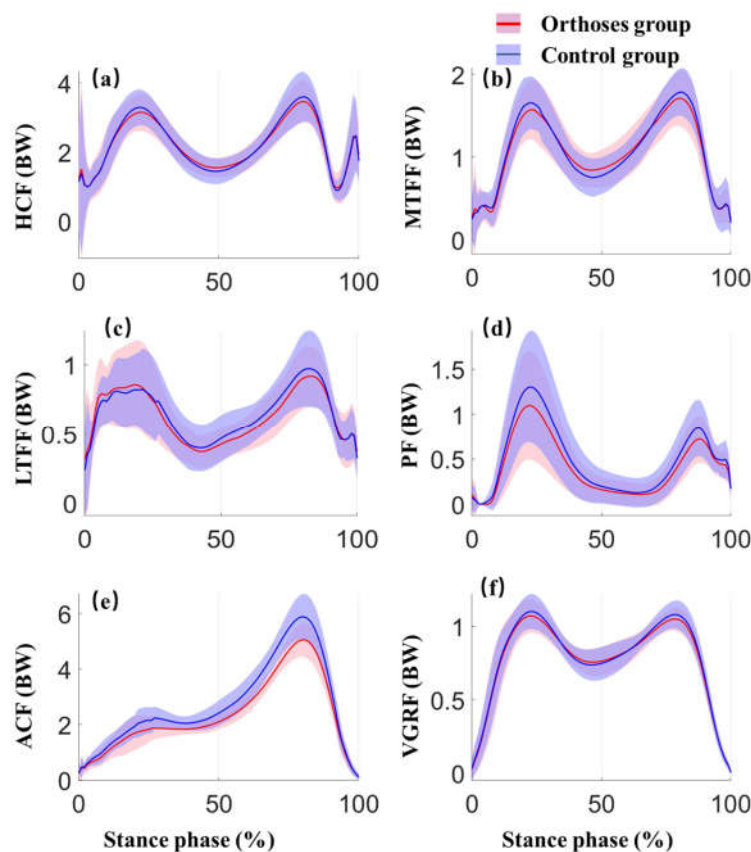 Orthoses group
Control group
(a)
HCF (BW)
4
2
0
0
50
100
(b)
MTFF (BW)
2
1
0
0
50
100
(c)
LTFF (BW)
1
0.5
0
0
50
100
(d)
PF (BW)
1.5
1
0.5
0
0
50
100
(e)
ACF (BW)
6
4
2
0
0
50
100
Stance phase (%)
(f)
VGRF (BW)
1
0.5
0
0
50
100
Stance phase (%)